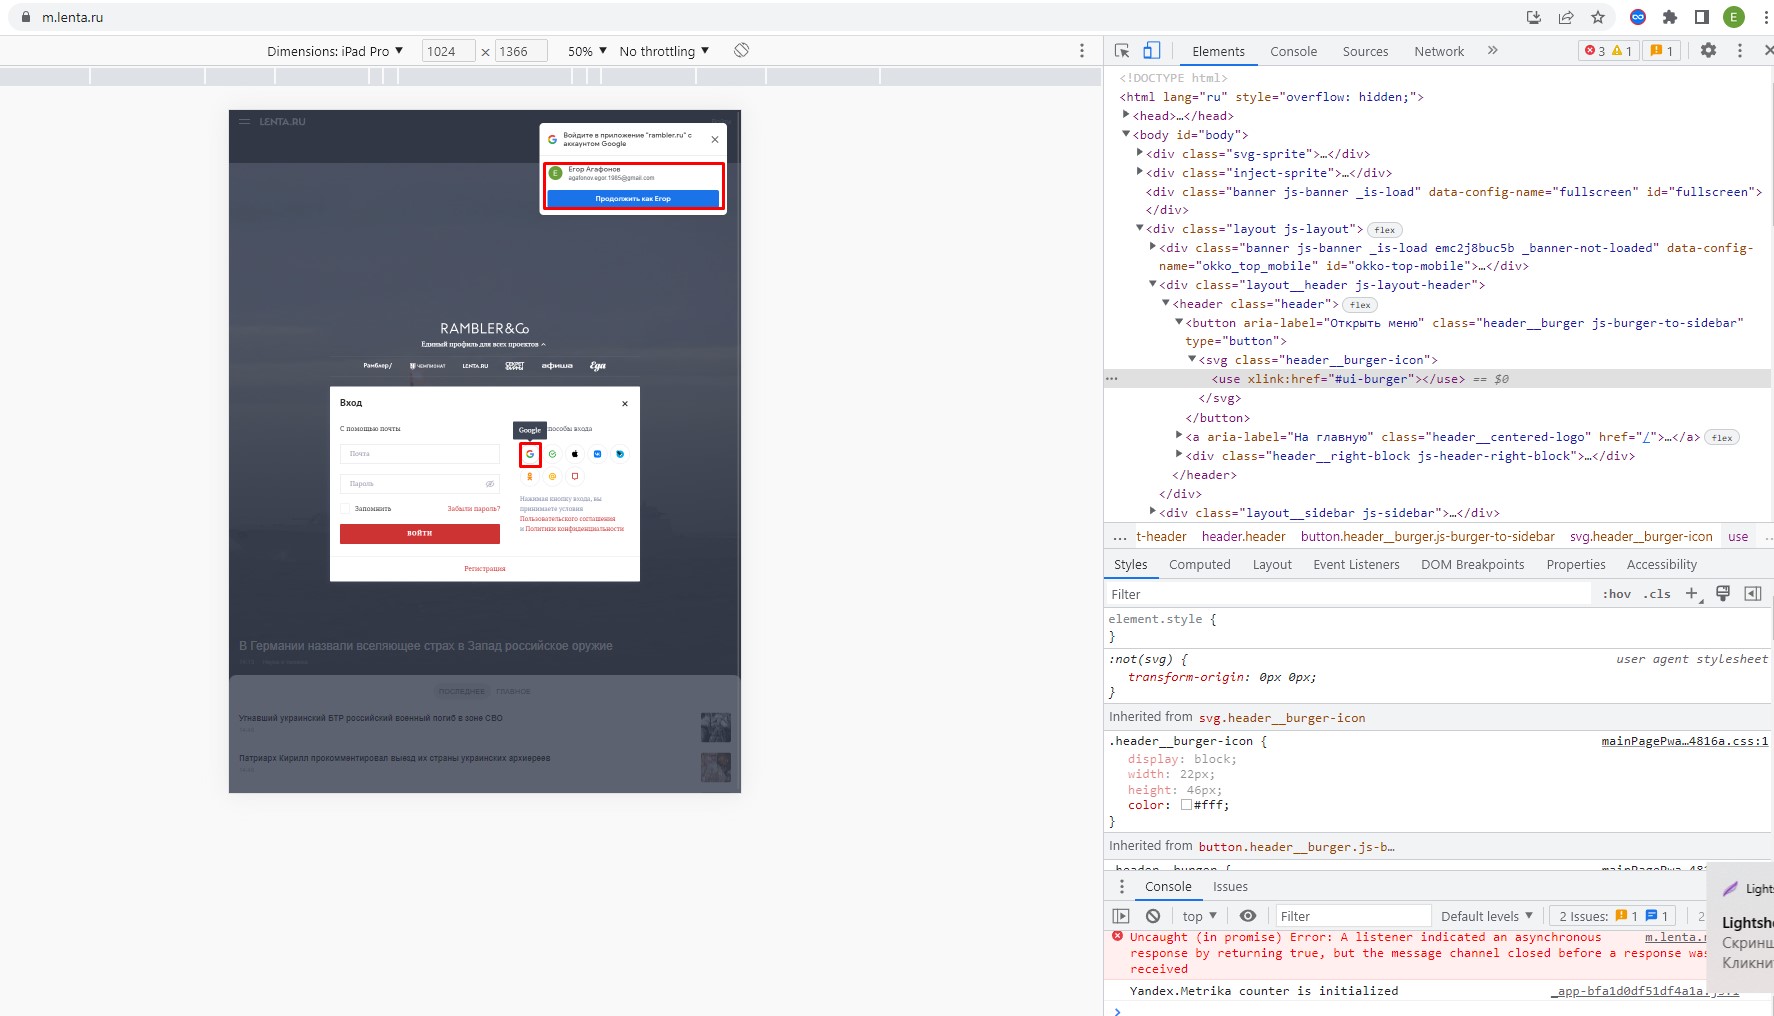 m.lenta.ru
E
Dimensions: iPad Pro
1024 × 1366
50%
No throttling
LENTA.RU
Войдите в приложение "rambler.ru" с
аккаунтом Google
E
Егор Агафонов
agafonov.egor.1985@gmail.com
Продолжить как Егор
RAMBLER&Co
Единый профиль для всех проектов
Рамблер/
ЧЕМПИОНАТ
LENTA.RU
СЕКРЕТ
ФИРМЫ
афиша
Еда
Вход
С помощью почты
Почта
Пароль
Запомнить
Забыли пароль?
ВОЙТИ
Google
пособы входа
Нажимая кнопку входа, вы
принимаете условия
Пользовательского соглашения
и Политики конфиденциальности
Регистрация
В Германии назвали вселяющее страх в Запад российское оружие
ПОСЛЕДНЕЕ ГЛАВНОЕ
Угнавший украинский БТР российский военный погиб в зоне СВО
Патриарх Кирилл прокомментировал выезд их страны украинских архиереев
Elements
Console
Sources
Network
»
3
1
1
<!DOCTYPE html>
<html lang="ru" style="overflow: hidden;">
<head>…</head>
<body id="body">
<div class="svg-sprite">…</div>
<div class="inject-sprite">…</div>
<div class="banner js-banner _is-load" data-config-name="fullscreen" id="fullscreen">
</div>
<div class="layout js-layout"> flex
<div class="banner js-banner _is-load emc2j8buc5b _banner-not-loaded" data-config-
name="okko_top_mobile" id="okko-top-mobile">…</div>
<div class="layout__header js-layout-header">
<header class="header"> flex
<button aria-label="Открыть меню" class="header__burger js-burger-to-sidebar"
type="button">
<svg class="header__burger-icon">
<use xlink:href="#ui-burger"></use> == $0
</svg>
</button>
<a aria-label="На главную" class="header__centered-logo" href="/">…</a> flex
<div class="header__right-block js-header-right-block">…</div>
</header>
</div>
<div class="layout__sidebar js-sidebar">…</div>
… t-header header.header button.header__burger.js-burger-to-sidebar svg.header__burger-icon use …
Styles Computed Layout Event Listeners DOM Breakpoints Properties Accessibility
Filter
:hov .cls +
element.style {
}
:not(svg) { user agent stylesheet
transform-origin: 0px 0px;
}
Inherited from svg.header__burger-icon
.header__burger-icon { mainPagePwa…4816a.css:1
display: block;
width: 22px;
height: 46px;
color: #fff;
}
Inherited from button.header__burger.js-b…
Console Issues
top
Filter
Default levels
2 Issues: 1 1
2
Uncaught (in promise) Error: A listener indicated an asynchronous m.lenta.r
response by returning true, but the message channel closed before a response was
received
Yandex.Metrika counter is initialized _app-bfa1d0df51df4a1a.js:1
Lights
Lightsh
Скринш
Кликни